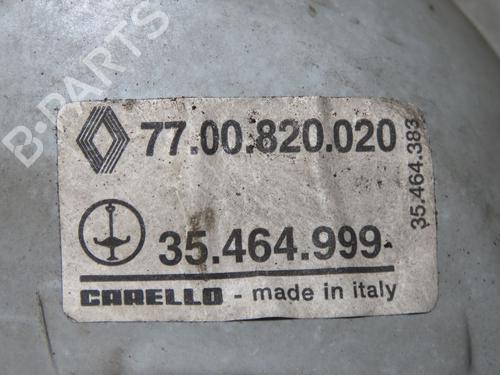 B-PARTS
77.00.820.020
35.464.999
35.464.383
CARELLO - made in italy